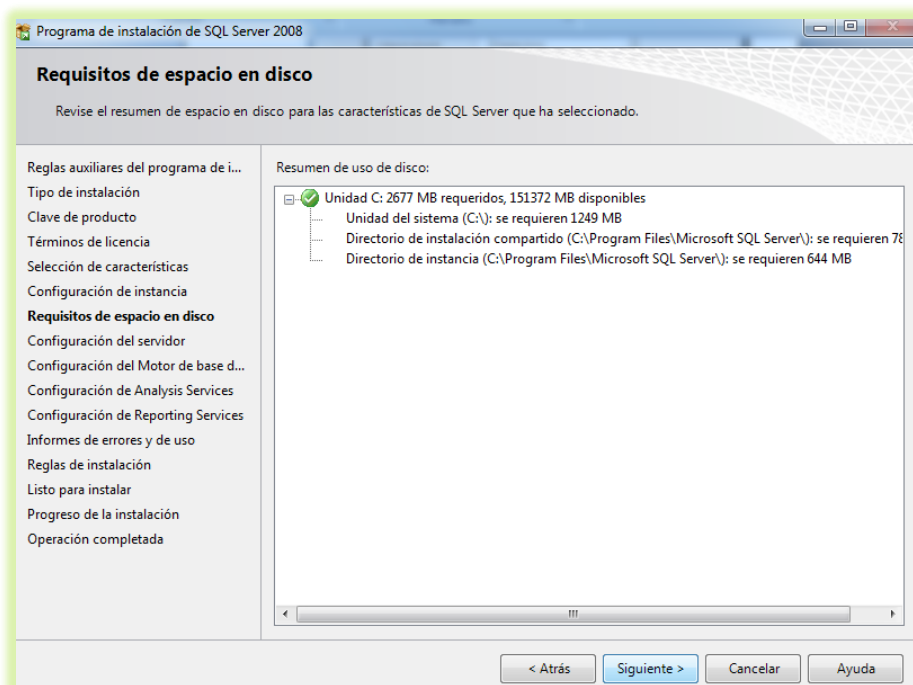 Programa de instalación de SQL Server 2008
Requisitos de espacio en disco
Revise el resumen de espacio en disco para las características de SQL Server que ha seleccionado.
Reglas auxiliares del programa de i...
Tipo de instalación
Clave de producto
Términos de licencia
Selección de características
Configuración de instancia
Requisitos de espacio en disco
Configuración del servidor
Configuración del Motor de base d...
Configuración de Analysis Services
Configuración de Reporting Services
Informes de errores y de uso
Reglas de instalación
Listo para instalar
Progreso de la instalación
Operación completada
Resumen de uso de disco:
Unidad C: 2677 MB requeridos, 151372 MB disponibles
Unidad del sistema (C:\): se requieren 1249 MB
Directorio de instalación compartido (C:\Program Files\Microsoft SQL Server\): se requieren 78
Directorio de instancia (C:\Program Files\Microsoft SQL Server\): se requieren 644 MB
< Atrás
Siguiente >
Cancelar
Ayuda